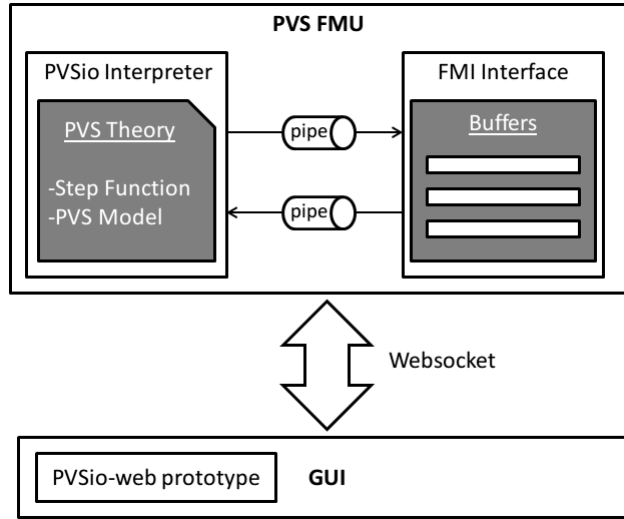 PVS FMU
PVSio Interpreter
FMI Interface
PVS Theory
-Step Function
-PVS Model
pipe
pipe
Buffers
Websocket
PVSio-web prototype
GUI